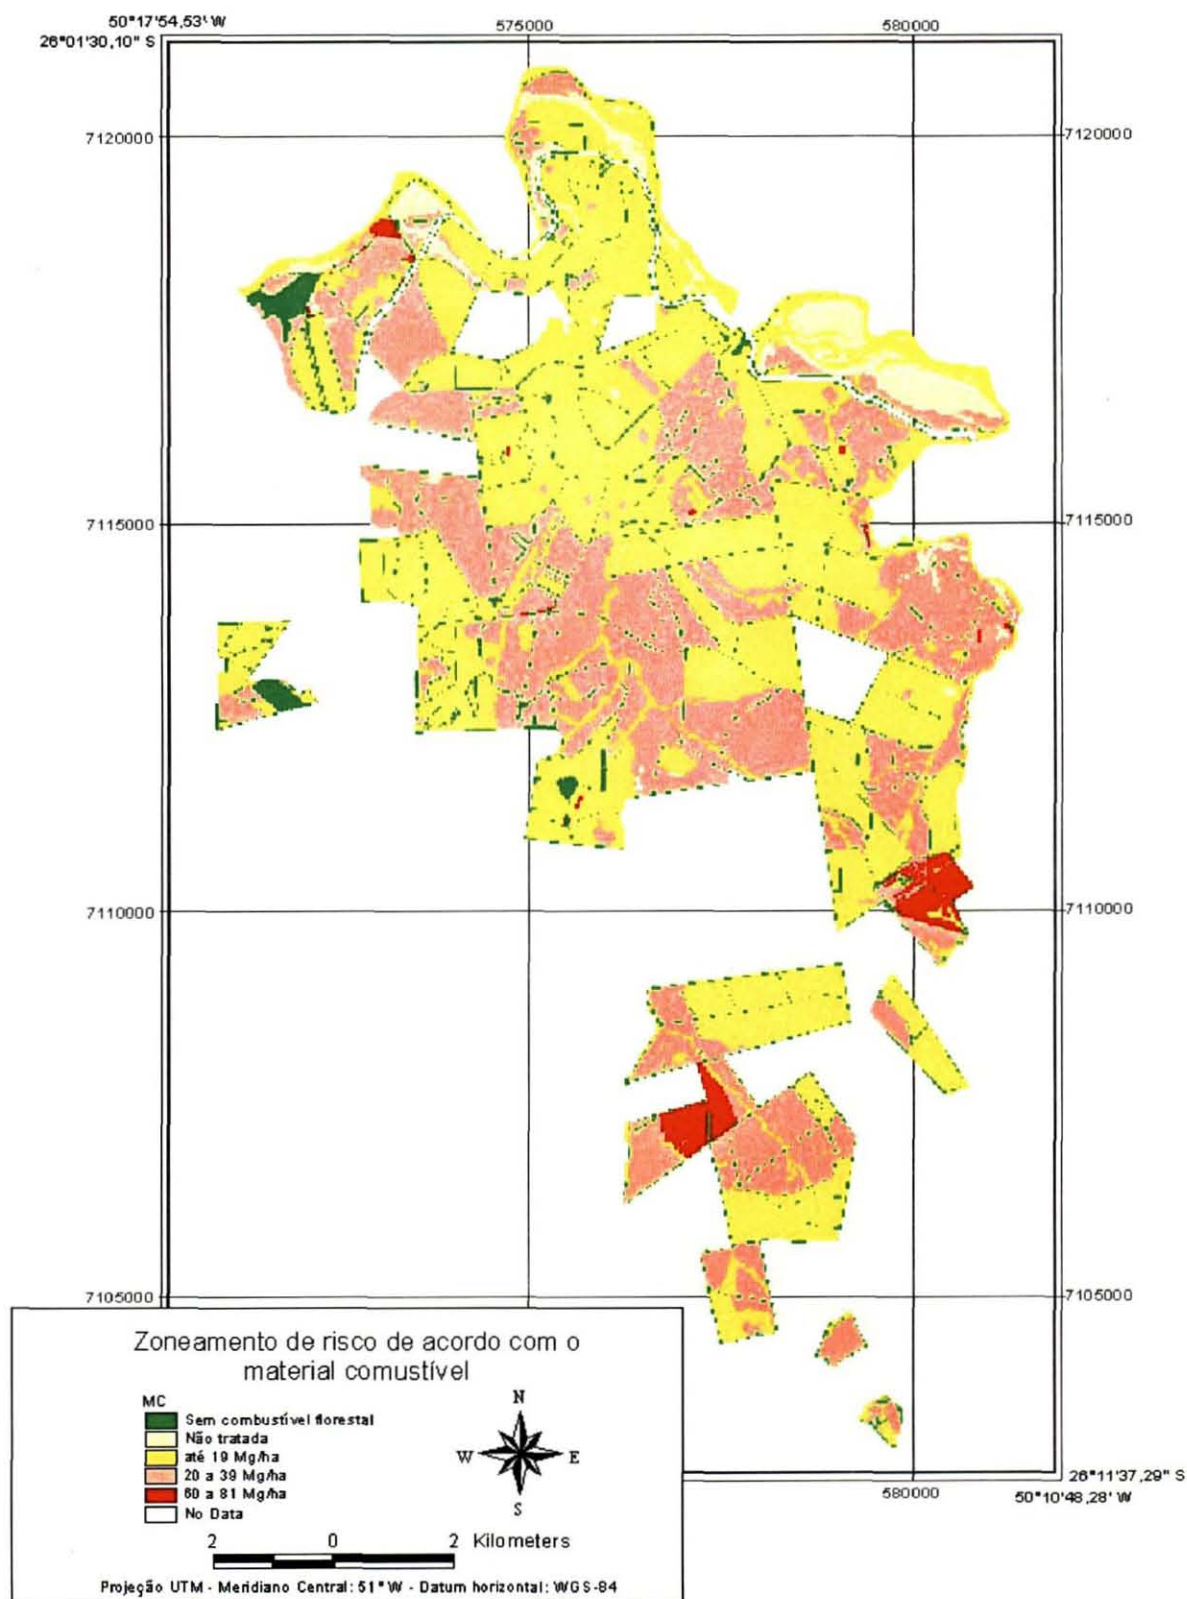 50°17'54,53" W
575000
580000
26°01'30,10" S
7120000
7120000
7115000
7115000
7110000
7110000
7105000
7105000
Zoneamento de risco de acordo com o
material comustível
MC
Sem combustível florestal
Não tratada
até 19 Mg/ha
20 a 39 Mg/ha
60 a 81 Mg/ha
No Data
N
W
E
S
26°11'37,29" S
580000
50°10'48,28' W
2 0 2 Kilometers
Projeção UTM - Meridiano Central: 51° W - Datum horizontal: WGS-84